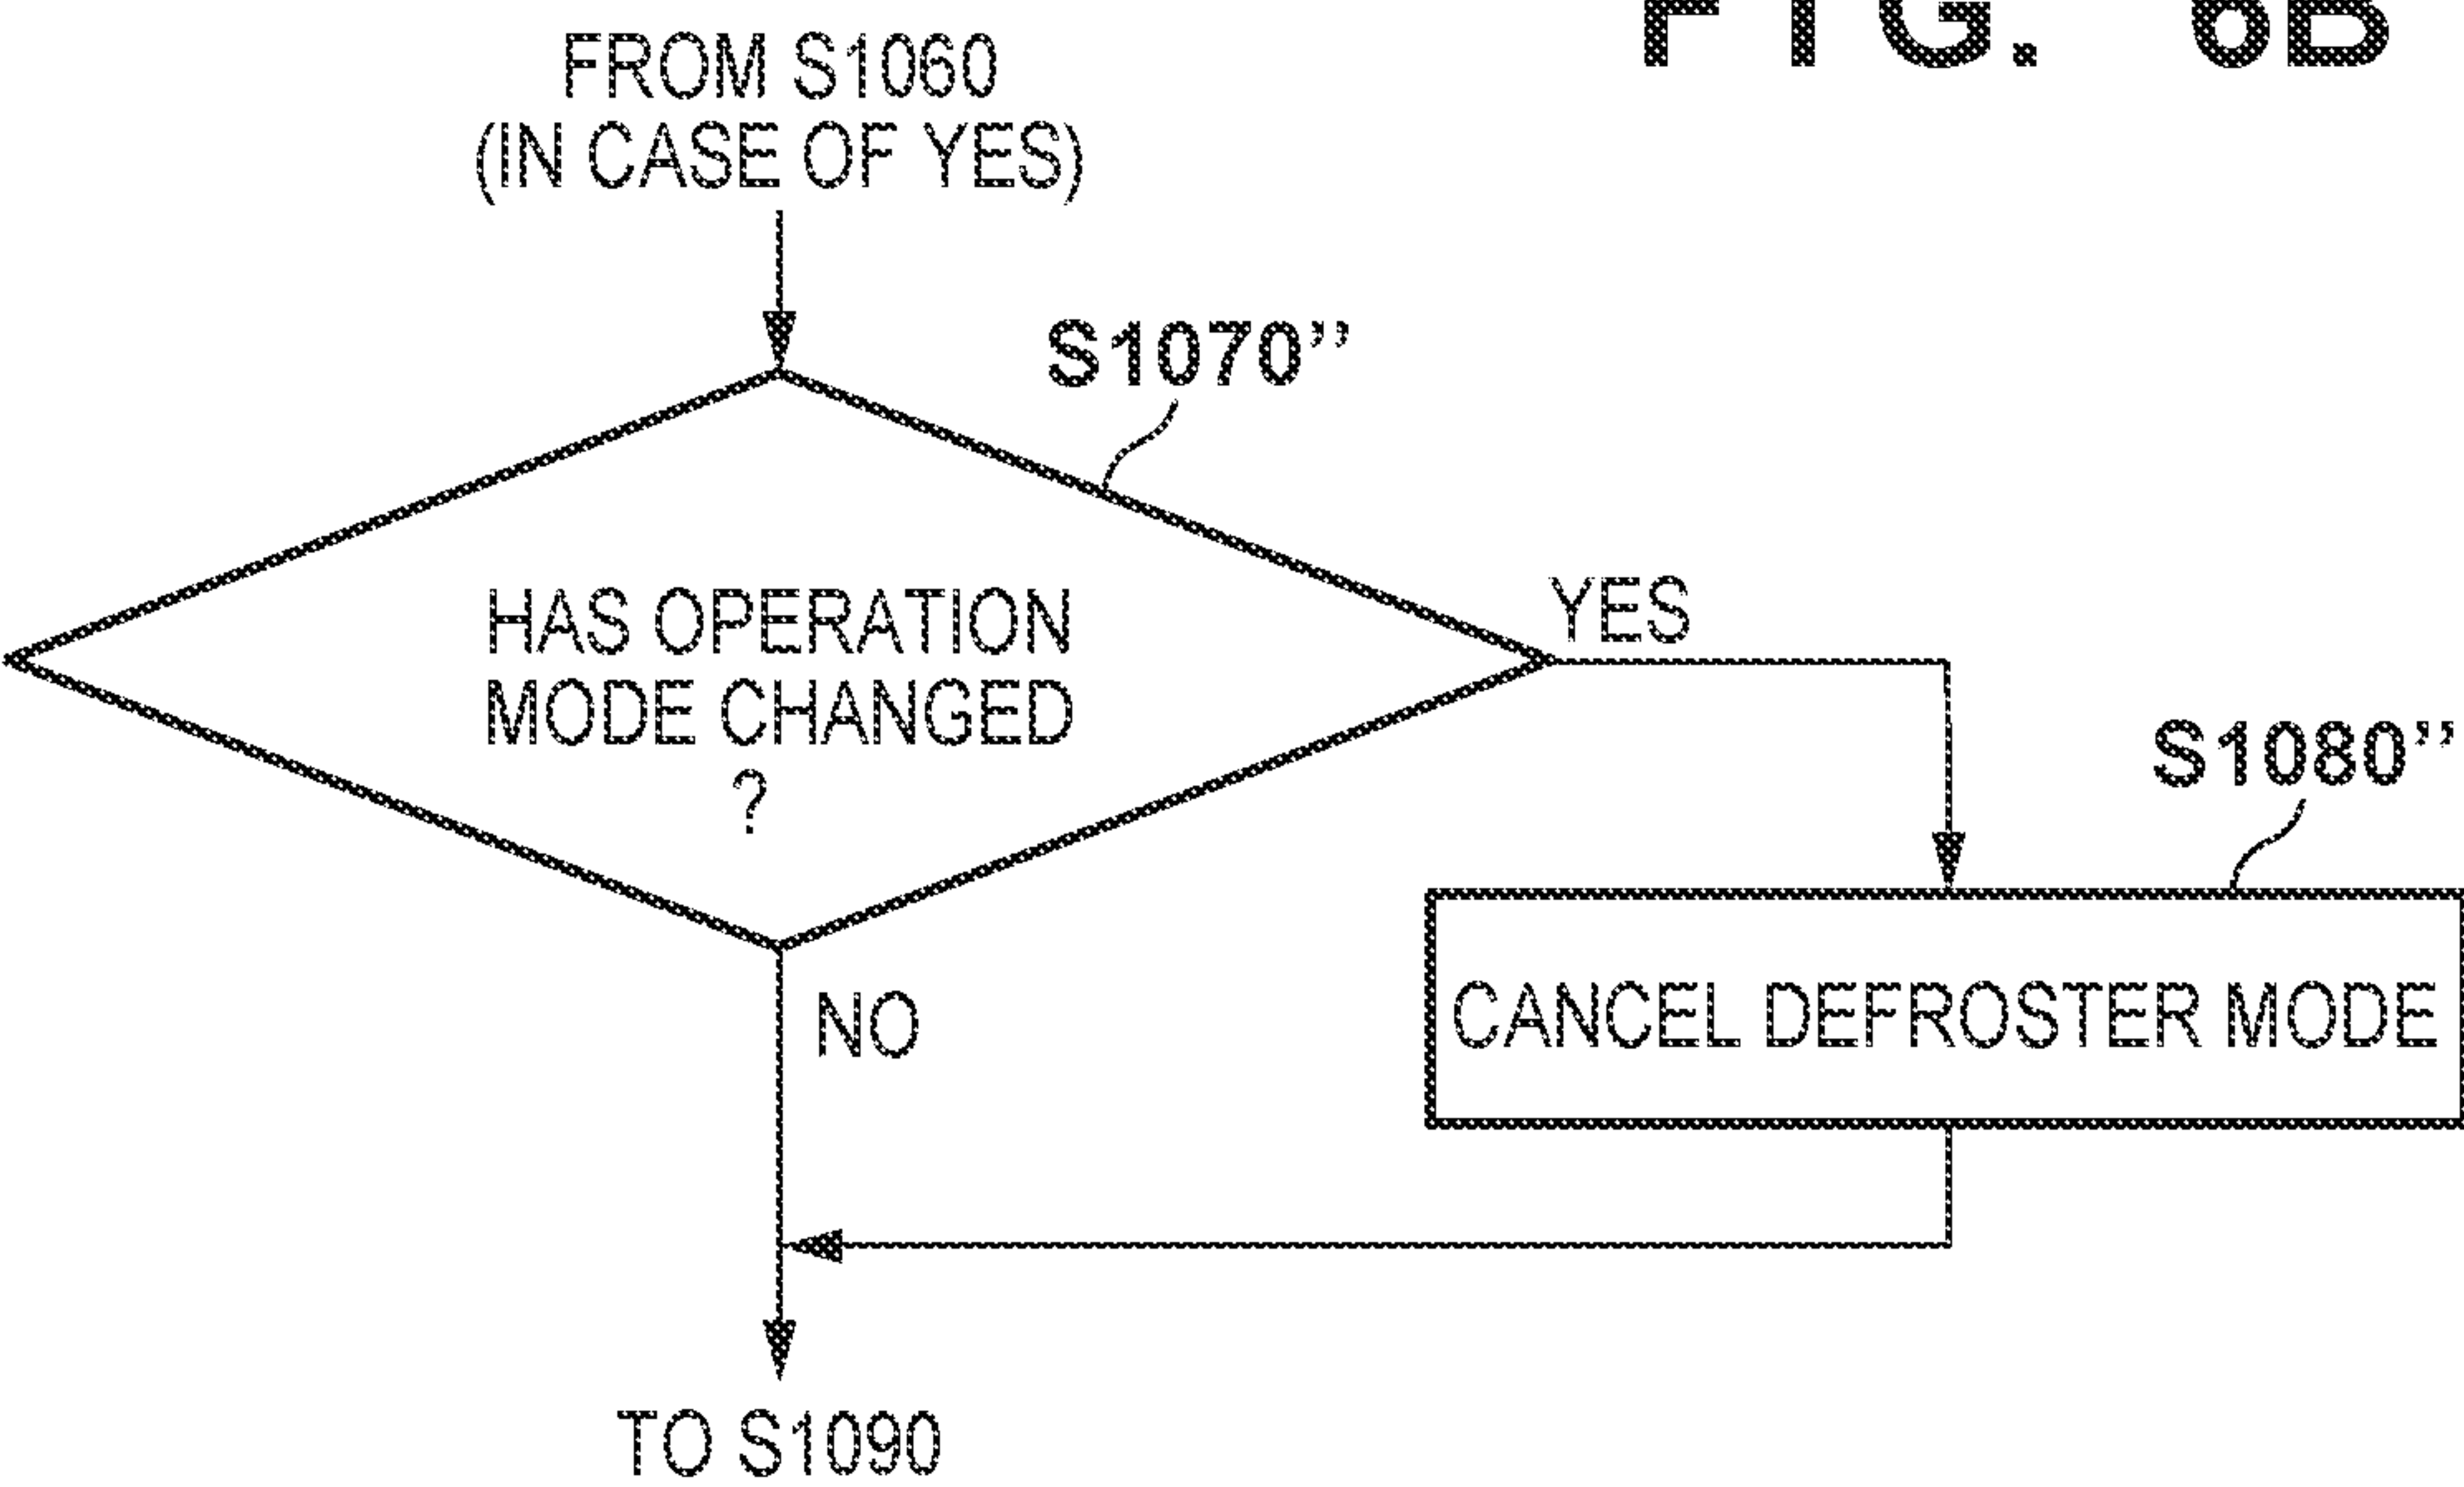 FIG. 6B
FROM S1060
(IN CASE OF YES)
S1070”
HAS OPERATION
MODE CHANGED
?
YES
S1080”
CANCEL DEFROSTER MODE
NO
TO S1090